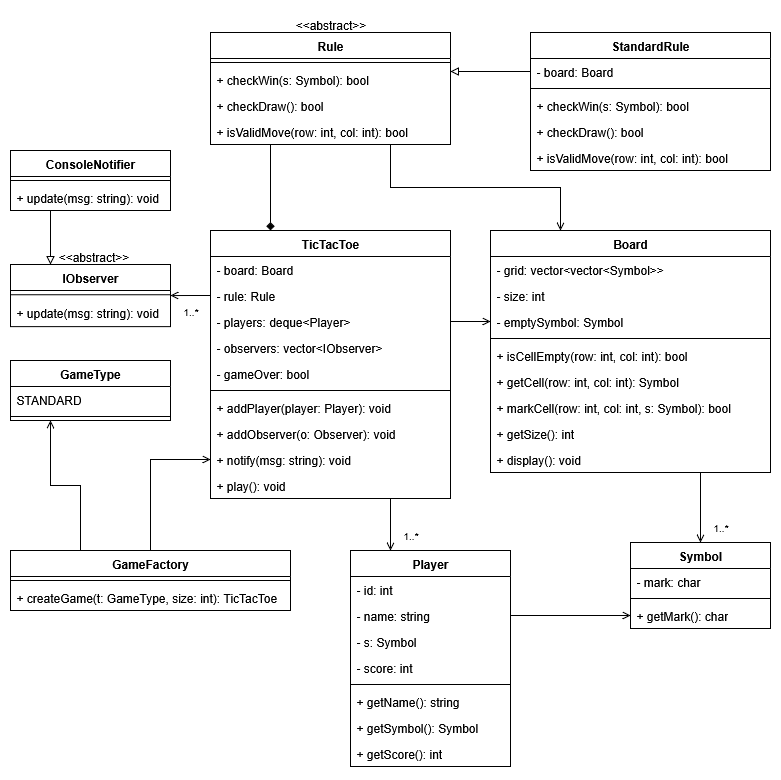 <<abstract>>
Rule
+ checkWin(s: Symbol): bool
+ checkDraw(): bool
+ isValidMove(row: int, col: int): bool
StandardRule
- board: Board
+ checkWin(s: Symbol): bool
+ checkDraw(): bool
+ isValidMove(row: int, col: int): bool
ConsoleNotifier
+ update(msg: string): void
<<abstract>>
IObserver
+ update(msg: string): void
1..*
TicTacToe
- board: Board
- rule: Rule
- players: deque<Player>
- observers: vector<IObserver>
- gameOver: bool
+ addPlayer(player: Player): void
+ addObserver(o: Observer): void
+ notify(msg: string): void
+ play(): void
Board
- grid: vector<vector<Symbol>>
- size: int
- emptySymbol: Symbol
+ isCellEmpty(row: int, col: int): bool
+ getCell(row: int, col: int): Symbol
+ markCell(row: int, col: int, s: Symbol): bool
+ getSize(): int
+ display(): void
GameType
STANDARD
GameFactory
+ createGame(t: GameType, size: int): TicTacToe
1..*
Player
- id: int
- name: string
- s: Symbol
- score: int
+ getName(): string
+ getSymbol(): Symbol
+ getScore(): int
1..*
Symbol
- mark: char
+ getMark(): char